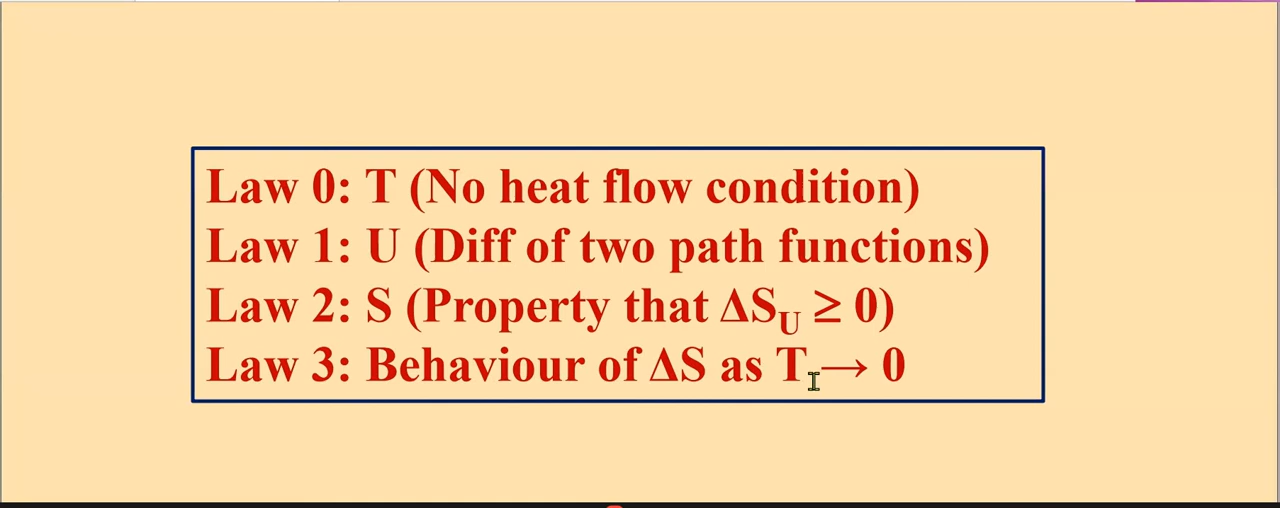 Law 0: T (No heat flow condition)
Law 1: U (Diff of two path functions)
Law 2: S (Property that ΔS_U ≥ 0)
Law 3: Behaviour of ΔS as T → 0